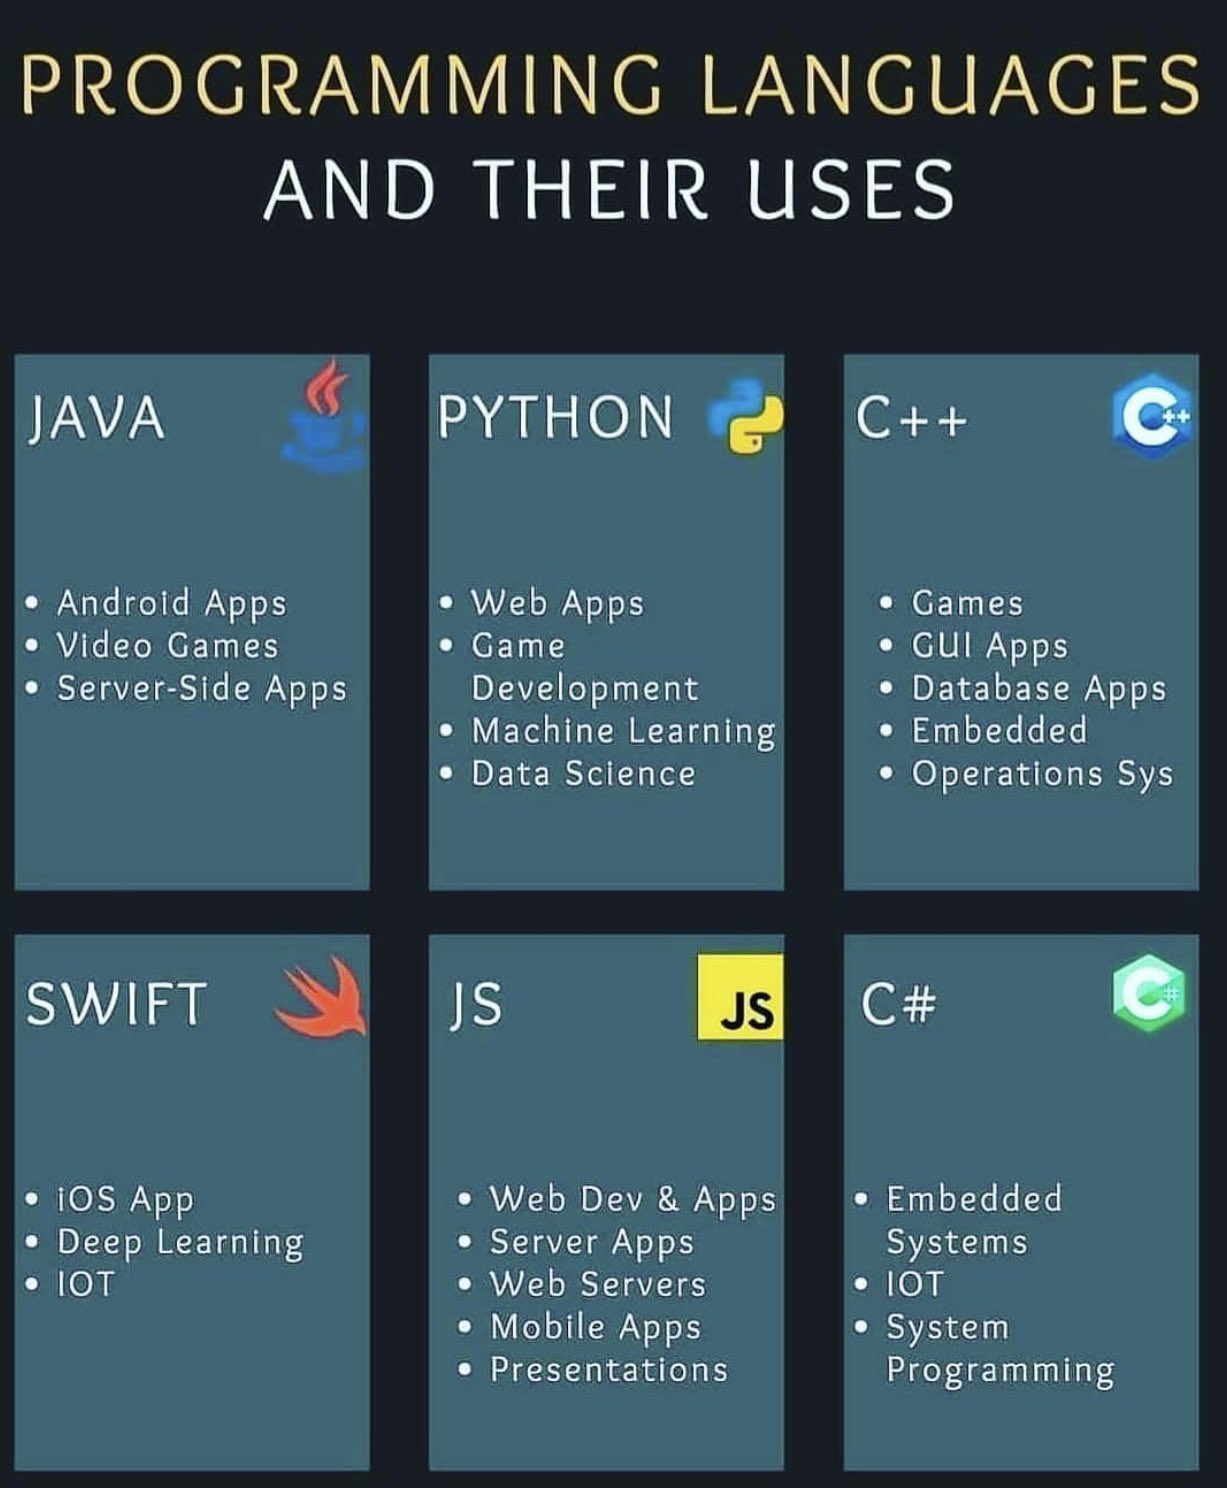 PROGRAMMING LANGUAGES
AND THEIR USES
JAVA
• Android Apps
• Video Games
• Server-Side Apps
PYTHON
• Web Apps
• Game
Development
• Machine Learning
• Data Science
C++
C++
• Games
• GUI Apps
• Database Apps
• Embedded
• Operations Sys
SWIFT
• iOS App
• Deep Learning
• IOT
JS
JS
• Web Dev & Apps
• Server Apps
• Web Servers
• Mobile Apps
• Presentations
C#
C#
• Embedded
Systems
• IOT
• System
Programming